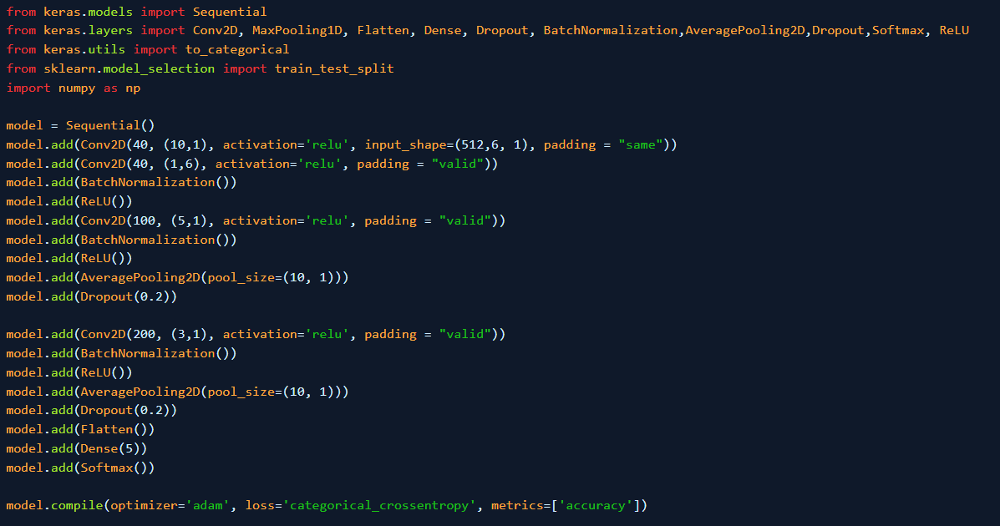 from keras.models import Sequential
from keras.layers import Conv2D, MaxPooling1D, Flatten, Dense, Dropout, BatchNormalization,AveragePooling2D,Dropout,Softmax, ReLU
from keras.utils import to_categorical
from sklearn.model_selection import train_test_split
import numpy as np

model = Sequential()
model.add(Conv2D(40, (10,1), activation='relu', input_shape=(512,6, 1), padding = "same"))
model.add(Conv2D(40, (1,6), activation='relu', padding = "valid"))
model.add(BatchNormalization())
model.add(ReLU())
model.add(Conv2D(100, (5,1), activation='relu', padding = "valid"))
model.add(BatchNormalization())
model.add(ReLU())
model.add(AveragePooling2D(pool_size=(10, 1)))
model.add(Dropout(0.2))

model.add(Conv2D(200, (3,1), activation='relu', padding = "valid"))
model.add(BatchNormalization())
model.add(ReLU())
model.add(AveragePooling2D(pool_size=(10, 1)))
model.add(Dropout(0.2))
model.add(Flatten())
model.add(Dense(5))
model.add(Softmax())

model.compile(optimizer='adam', loss='categorical_crossentropy', metrics=['accuracy'])